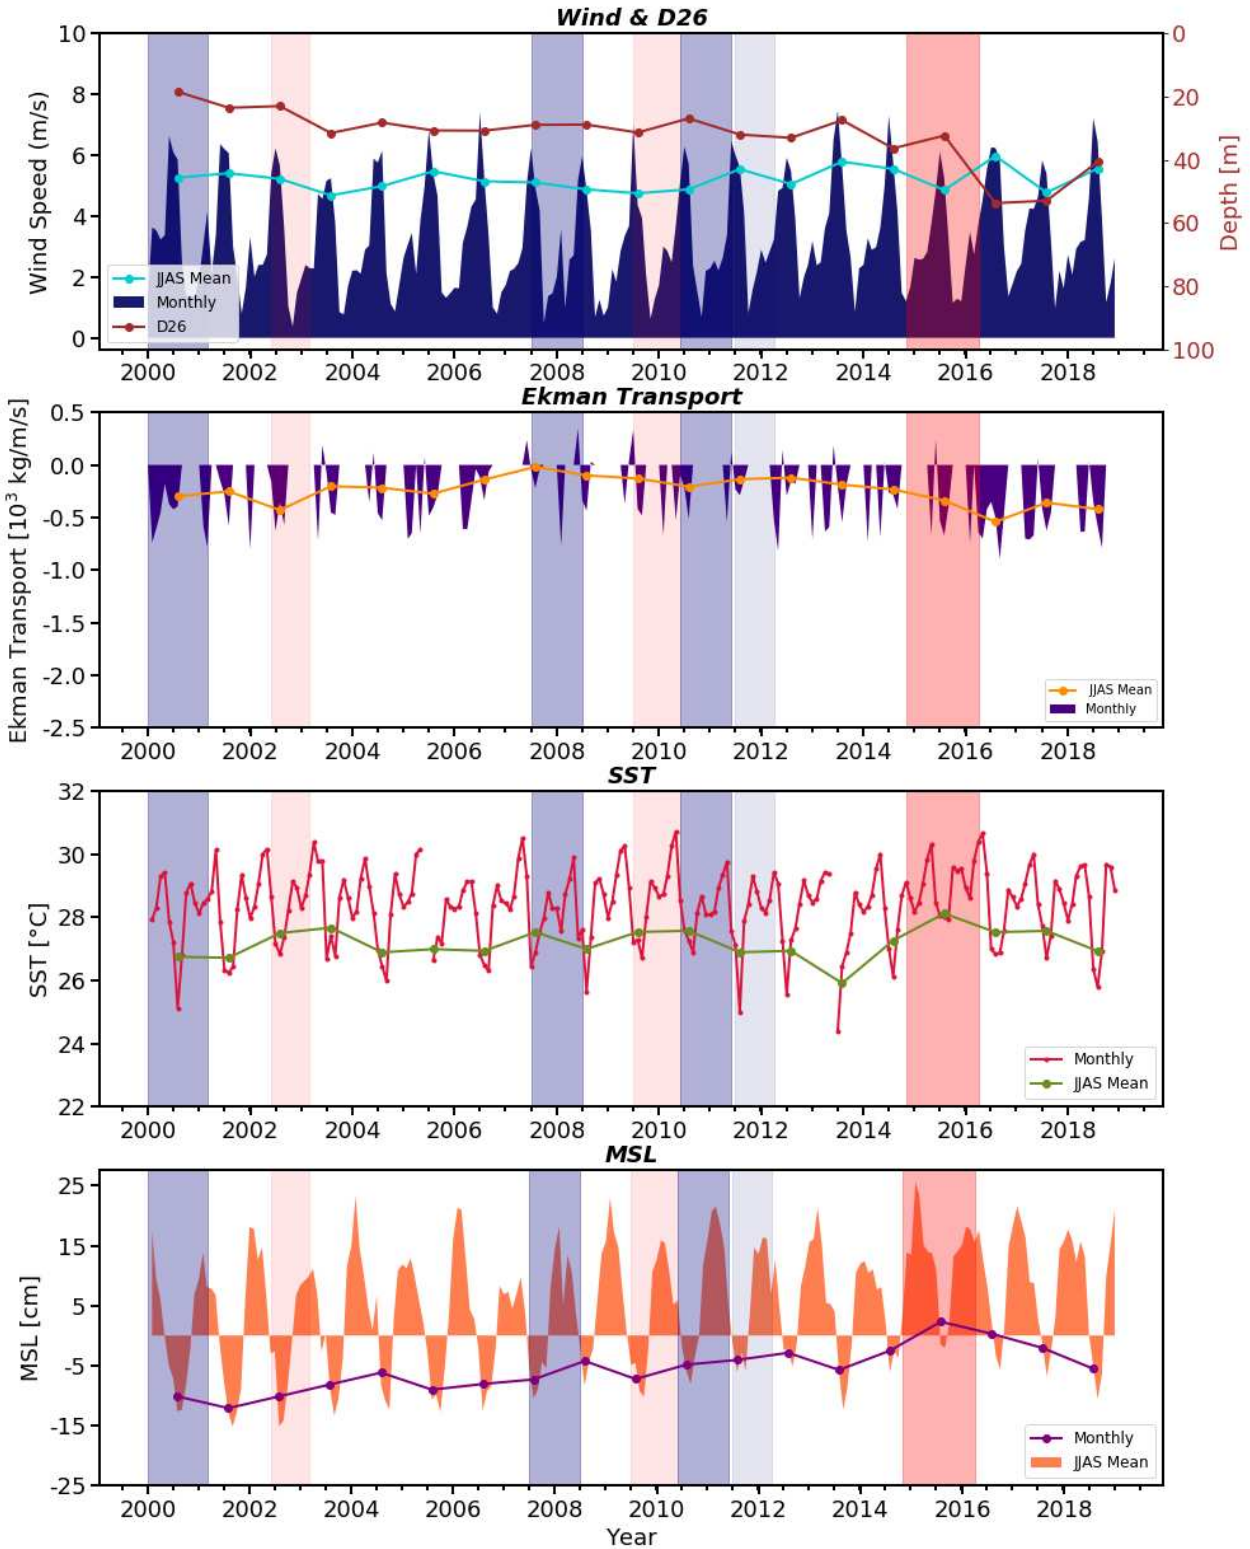 Wind & D26
10
8
6
4
2
0
Wind Speed (m/s)
0
20
40
60
80
100
Depth [m]
JJAS Mean
Monthly
D26
2000 2002 2004 2006 2008 2010 2012 2014 2016 2018
Ekman Transport
0.5
0.0
-0.5
-1.0
-1.5
-2.0
-2.5
Ekman Transport [10³ kg/m/s]
JJAS Mean
Monthly
2000 2002 2004 2006 2008 2010 2012 2014 2016 2018
SST
32
30
28
26
24
22
SST [°C]
Monthly
JJAS Mean
2000 2002 2004 2006 2008 2010 2012 2014 2016 2018
MSL
25
15
5
-5
-15
-25
MSL [cm]
Monthly
JJAS Mean
2000 2002 2004 2006 2008 2010 2012 2014 2016 2018
Year